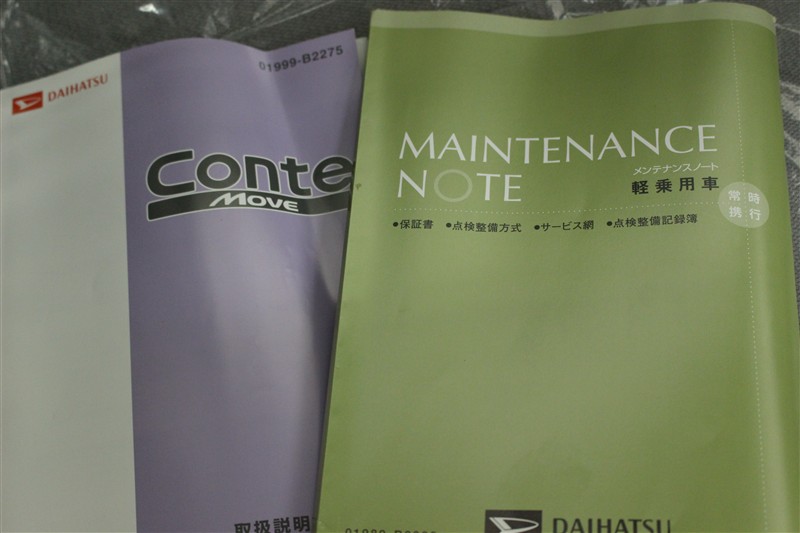 DAIHATSU
01999-B2275
Conte
MOVE
取扱説明
MAINTENANCE
NOTE
メンテナンスノート
軽乗用車
常時
携行
●保証書 ●点検整備方式 ●サービス網 ●点検整備記録簿
DAIHATSU